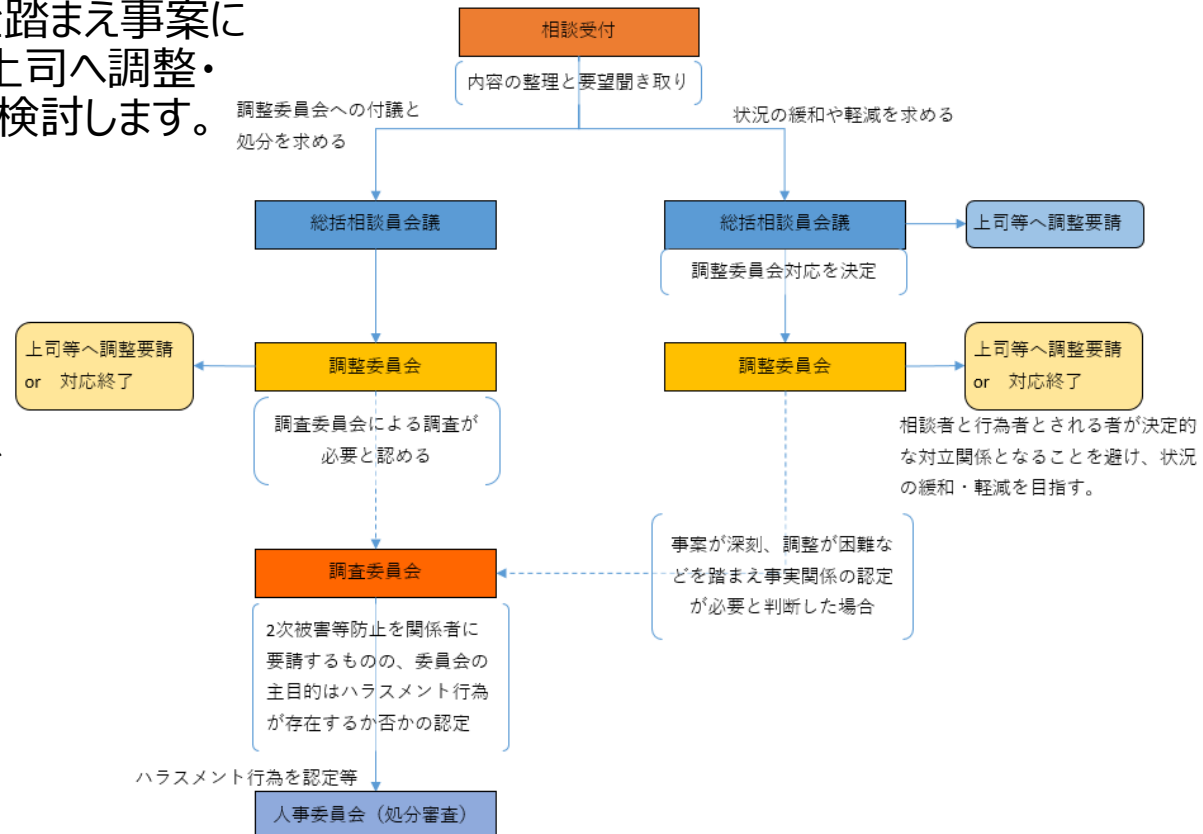 踏まえ事案に
上司へ調整・
検討します。
相談受付
内容の整理と要望聞き取り
調整委員会への付議と
処分を求める
状況の緩和や軽減を求める
総括相談員会議
総括相談員会議
上司等へ調整要請
調整委員会対応を決定
上司等へ調整要請
or 対応終了
調整委員会
調整委員会
上司等へ調整要請
or 対応終了
調査委員会による調査が
必要と認める
相談者と行為者とされる者が決定的
な対立関係となることを避け、状況
の緩和・軽減を目指す。
事案が深刻、調整が困難な
どを踏まえ事実関係の認定
が必要と判断した場合
調査委員会
2次被害等防止を関係者に
要請するものの、委員会の
主目的はハラスメント行為
が存在するか否かの認定
ハラスメント行為を認定等
人事委員会（処分審査）